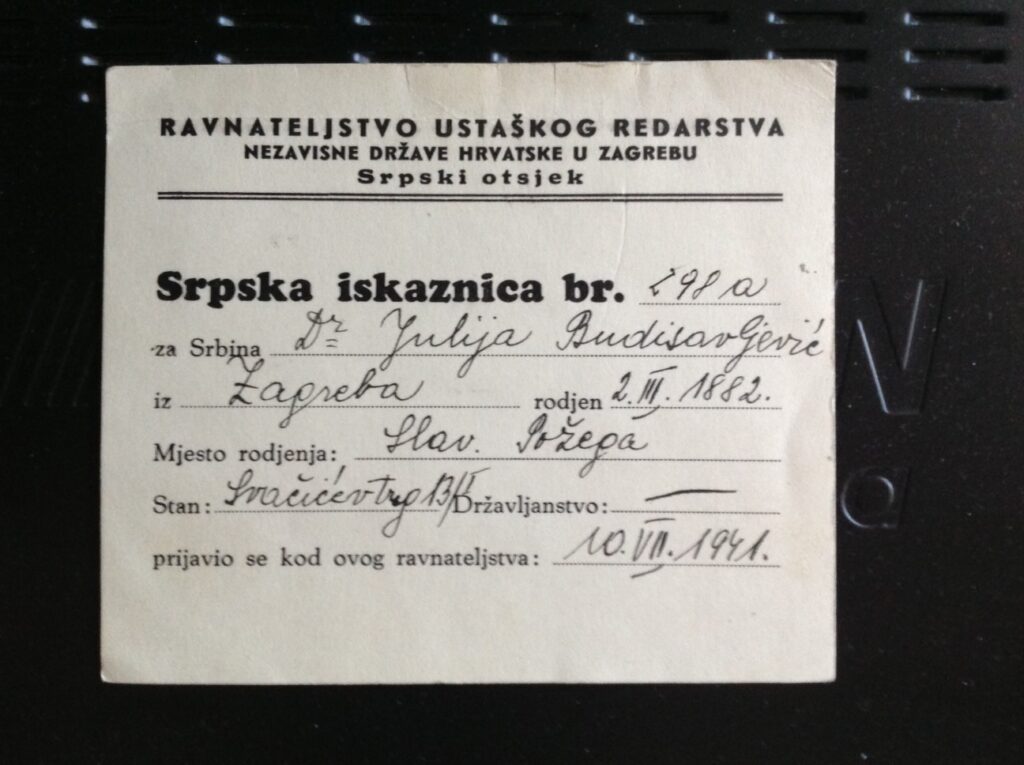 RAVNATELJSTVO USTAŠKOG REDARSTVA
NEZAVISNE DRŽAVE HRVATSKE U ZAGREBU
Srpski otsjek
Srpska iskaznica br. 298 a
za Srbina Dr Julija Budisavljević
iz Zagreba rodjen 2. III. 1882.
Mjesto rodjenja: Slav. Požega
Stan: Svačićev trg 13/I Državljanstvo: —
prijavio se kod ovog ravnateljstva: 10. VII. 1941.